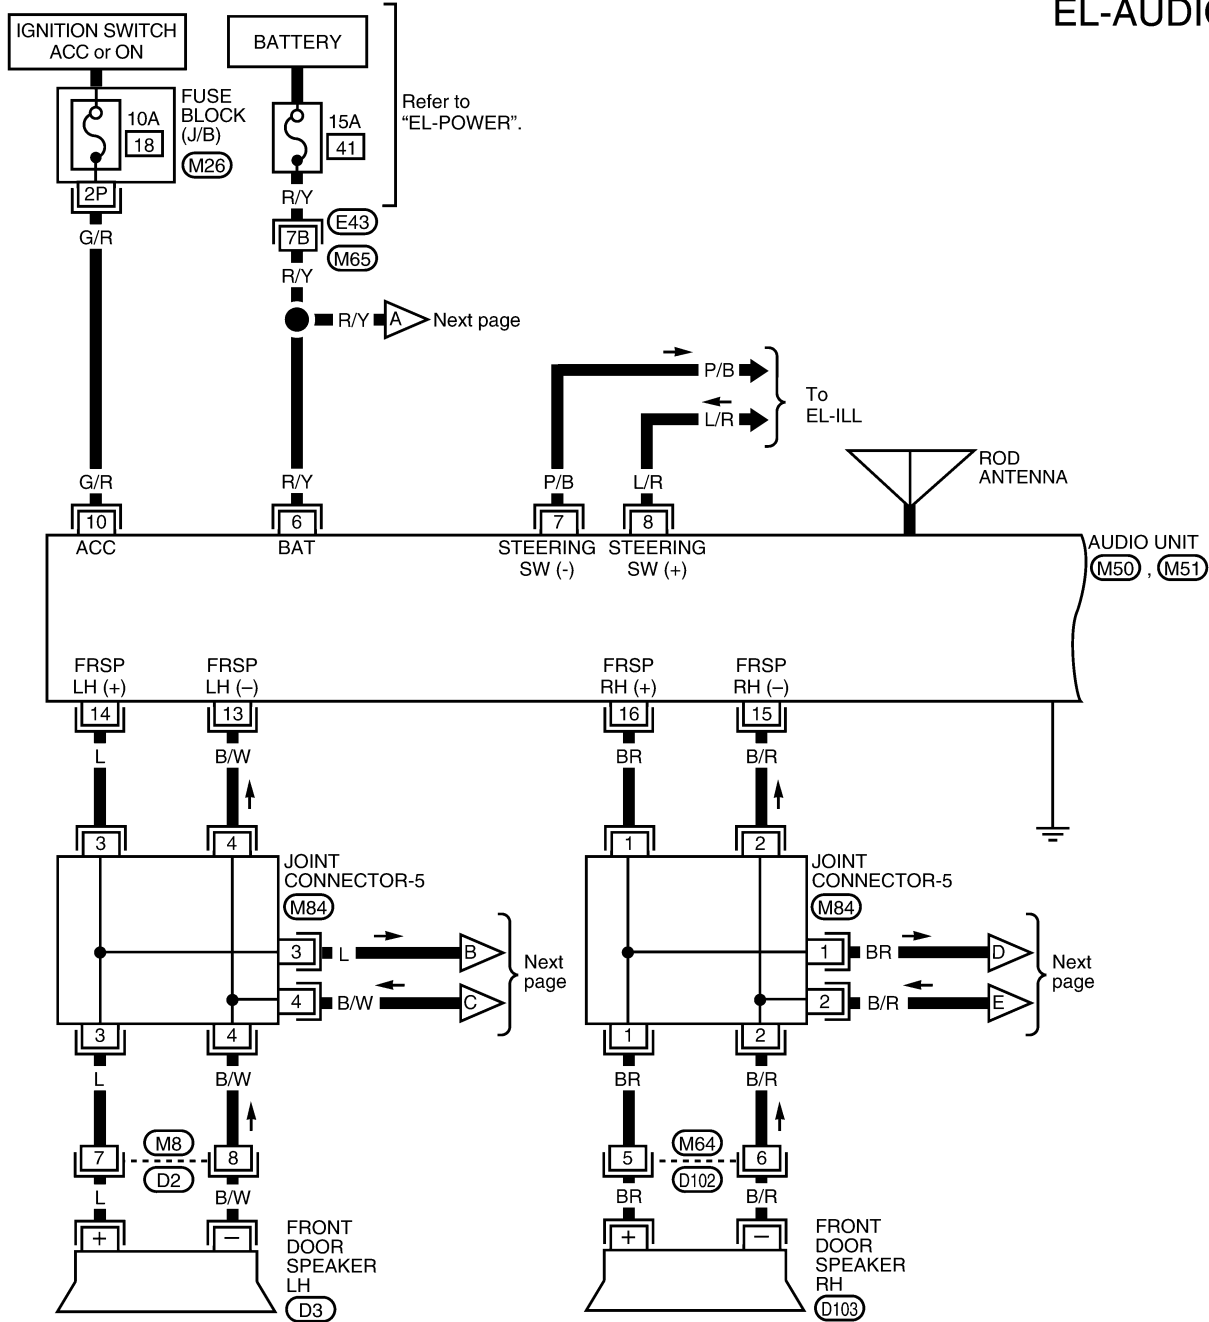 EL-AUDIO
IGNITION SWITCH
ACC or ON
BATTERY
FUSE
BLOCK
(J/B)
M26
10A
18
2P
G/R
15A
41
Refer to
“EL-POWER”.
R/Y
E43
7B
M65
R/Y
R/Y
A
Next page
P/B
L/R
To
EL-ILL
ROD
ANTENNA
G/R
R/Y
P/B
L/R
10
6
7
8
ACC
BAT
STEERING
SW (-)
STEERING
SW (+)
AUDIO UNIT
M50 , M51
FRSP
LH (+)
FRSP
LH (–)
FRSP
RH (+)
FRSP
RH (–)
14
13
16
15
L
B/W
BR
B/R
3
4
1
2
JOINT
CONNECTOR-5
M84
JOINT
CONNECTOR-5
M84
3
L
B
4
B/W
C
Next
page
1
BR
D
2
B/R
E
Next
page
3
4
1
2
L
B/W
BR
B/R
7
M8
D2
8
5
M64
D102
6
L
B/W
BR
B/R
+
–
+
–
FRONT
DOOR
SPEAKER
LH
D3
FRONT
DOOR
SPEAKER
RH
D103